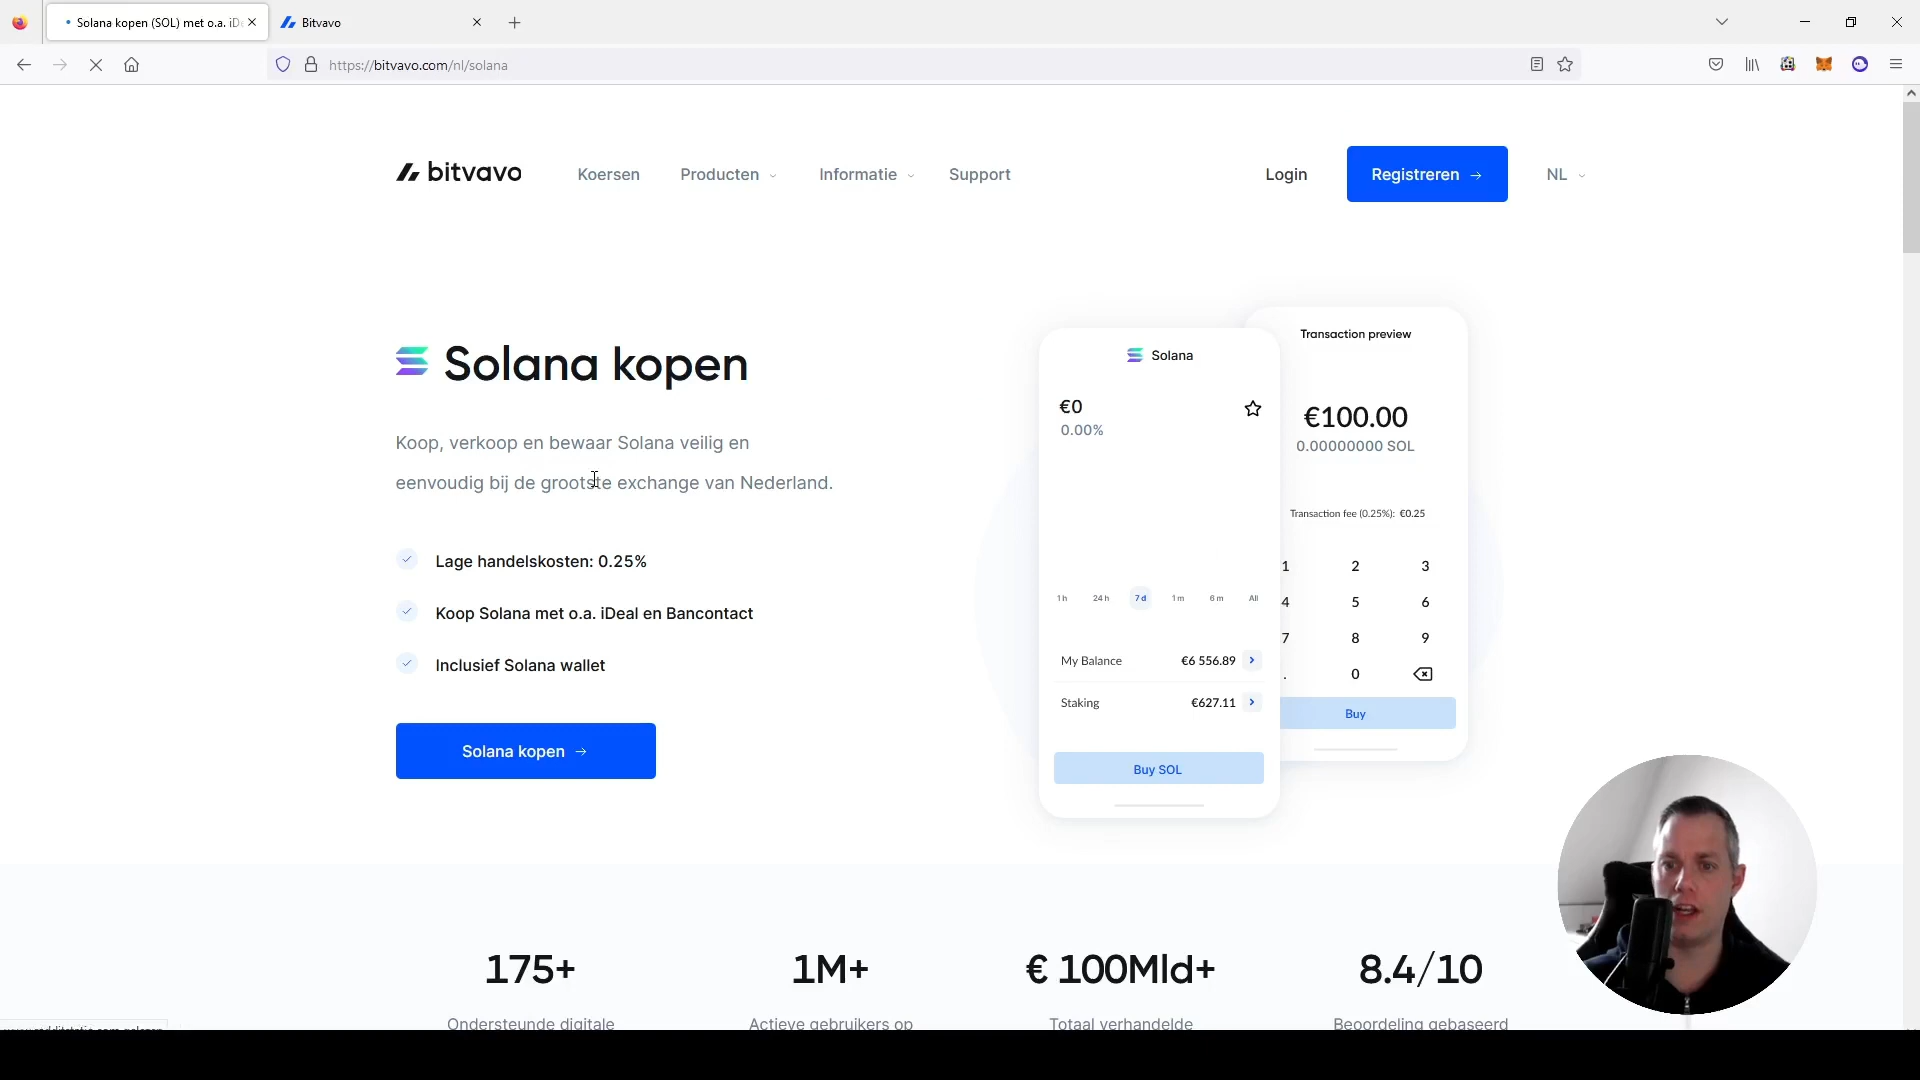 Solana kopen (SOL) met o.a. iD
Bitvavo
https://bitvavo.com/nl/solana
bitvavo
Koersen
Producten
Informatie
Support
Login
Registreren →
NL
Solana kopen
Koop, verkoop en bewaar Solana veilig en
eenvoudig bij de grootste exchange van Nederland.
Lage handelskosten: 0.25%
Koop Solana met o.a. iDeal en Bancontact
Inclusief Solana wallet
Solana kopen →
Solana
€0
0.00%
1h 24h 7d 1m 6m All
My Balance €6 556.89
Staking €627.11
Buy SOL
Transaction preview
€100.00
0.00000000 SOL
Transaction fee (0.25%): €0.25
1 2 3
4 5 6
7 8 9
. 0
Buy
175+
1M+
€ 100Mld+
8.4/10
Ondersteunde digitale
Actieve gebruikers op
Totaal verhandelde
Beoordeling gebaseerd